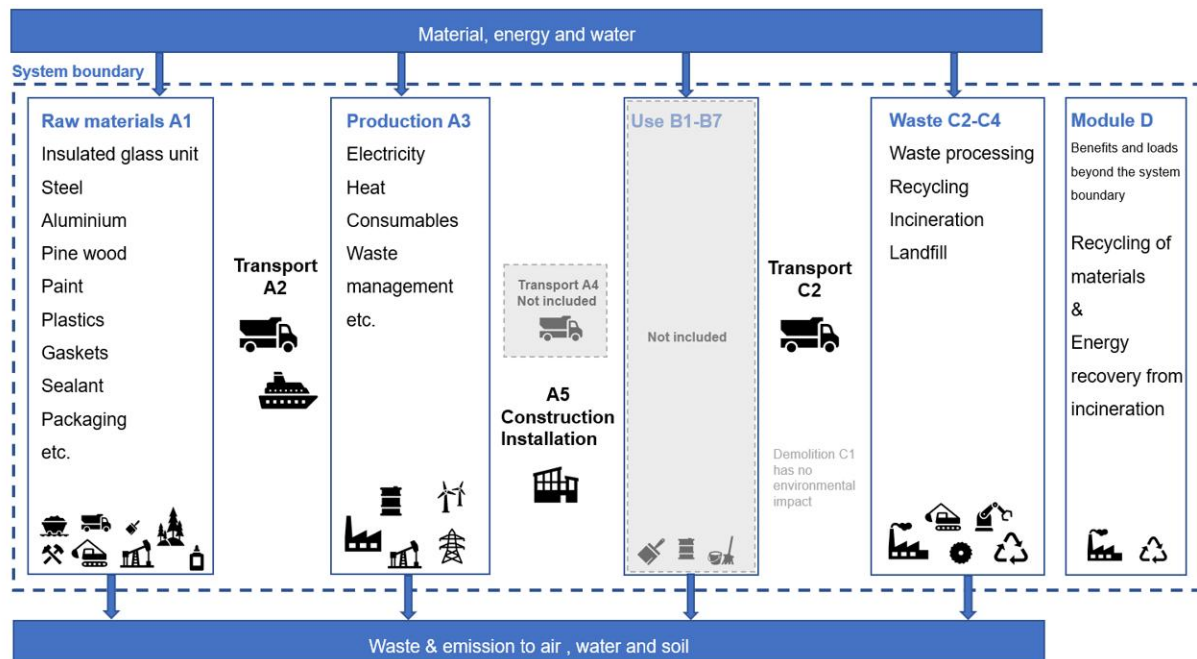 Material, energy and water
System boundary
Raw materials A1
Insulated glass unit
Steel
Aluminium
Pine wood
Paint
Plastics
Gaskets
Sealant
Packaging
etc.
Transport
A2
Production A3
Electricity
Heat
Consumables
Waste
management
etc.
Transport A4
Not included
A5
Construction
Installation
Use B1-B7
Not included
Transport
C2
Demolition C1
has no
environmental
impact
Waste C2-C4
Waste processing
Recycling
Incineration
Landfill
Module D
Benefits and loads
beyond the system
boundary
Recycling of
materials
&
Energy
recovery from
incineration
Waste & emission to air , water and soil